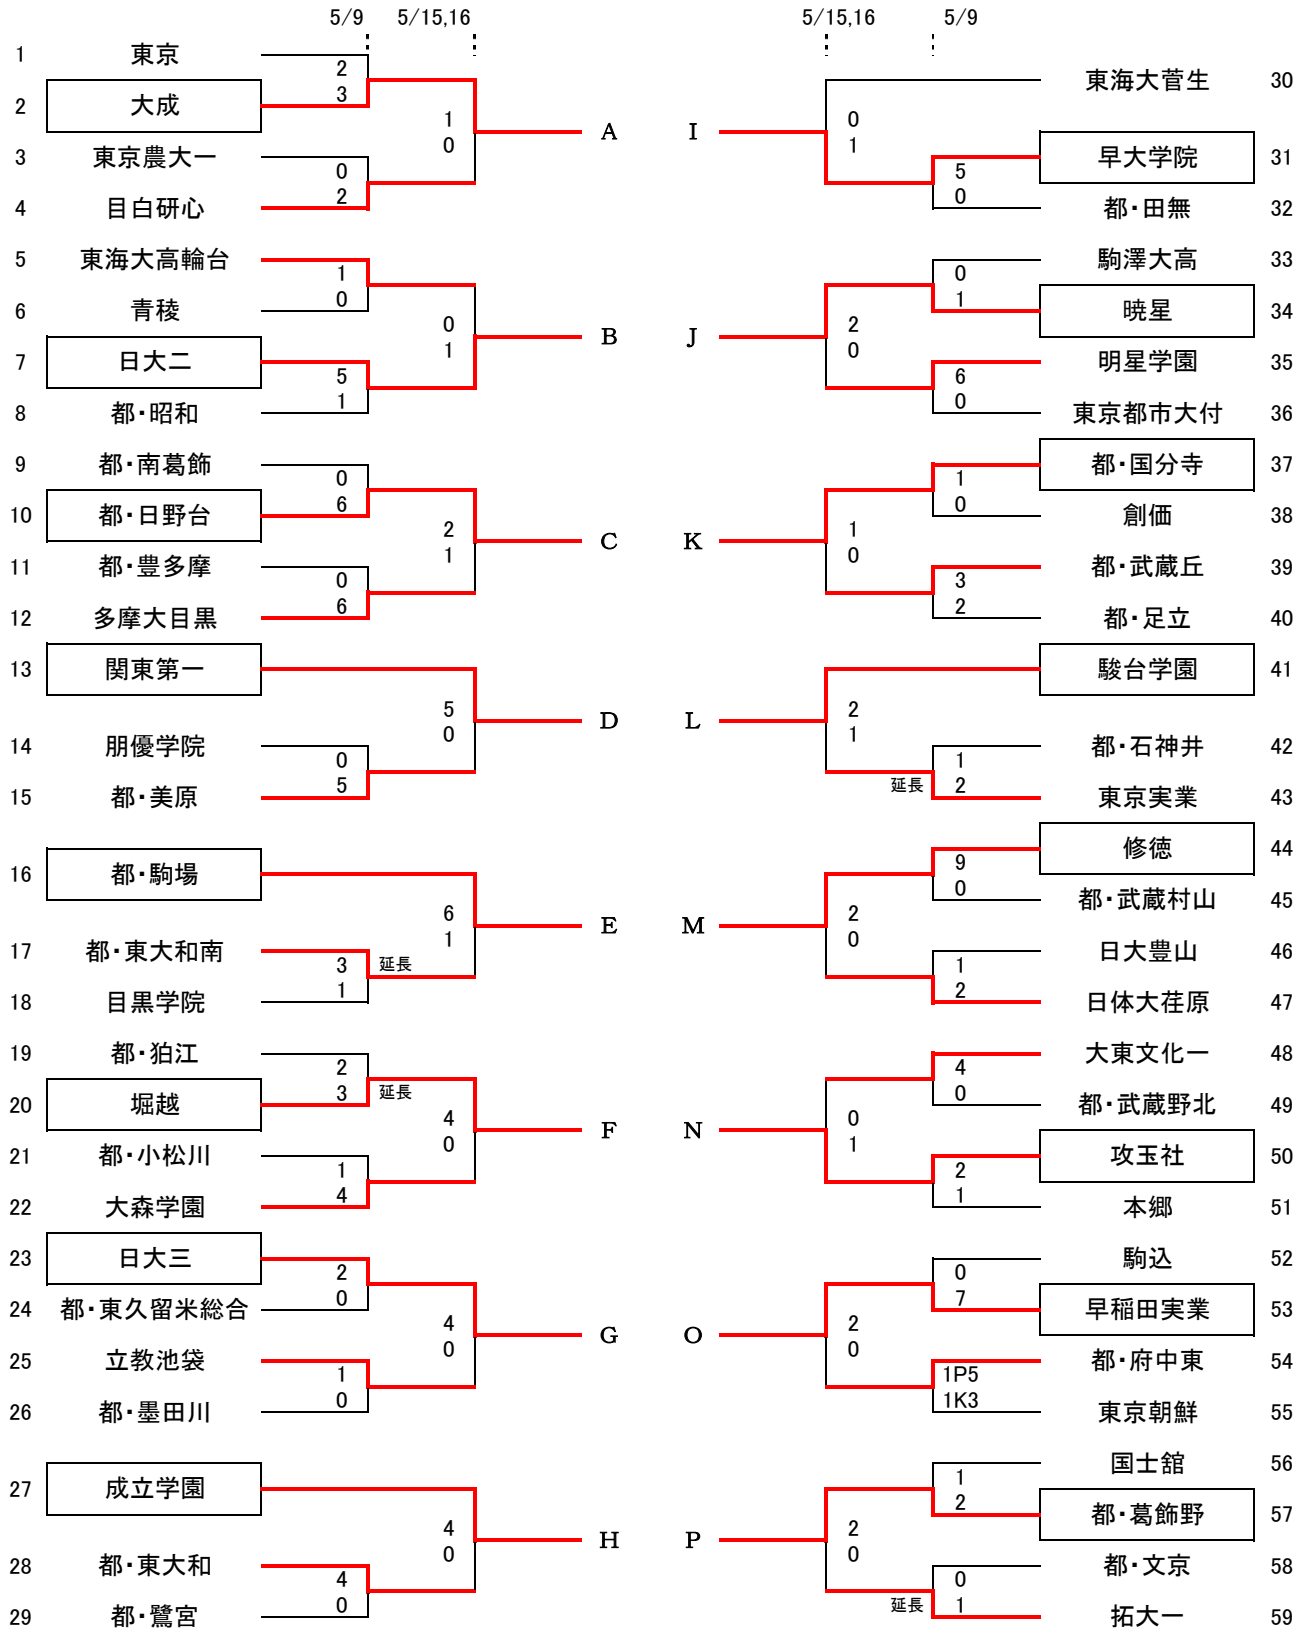 5/9 5/15,16 5/15,16 5/9
1 東京
2
3
2 大成
1
0
A
3 東京農大一
0
2
4 目白研心
5 東海大高輪台
1
0
6 青稜
0
1
B
7 日大二
5
1
8 都・昭和
9 都・南葛飾
0
6
10 都・日野台
2
1
C
11 都・豊多摩
0
6
12 多摩大目黒
13 関東第一
5
0
D
14 朋優学院
0
5
15 都・美原
16 都・駒場
6
1
E
17 都・東大和南
3
1
延長
18 目黒学院
19 都・狛江
2
3
延長
20 堀越
4
0
F
21 都・小松川
1
4
22 大森学園
23 日大三
2
0
24 都・東久留米総合
4
0
G
25 立教池袋
1
0
26 都・墨田川
27 成立学園
4
0
H
28 都・東大和
4
0
29 都・鷺宮
東海大菅生 30
I
0
1
早大学院 31
5
0
都・田無 32
駒澤大高 33
0
1
暁星 34
J
2
0
明星学園 35
6
0
東京都市大付 36
都・国分寺 37
1
0
創価 38
K
1
0
都・武蔵丘 39
3
2
都・足立 40
駿台学園 41
L
2
1
都・石神井 42
1
2
延長
東京実業 43
修徳 44
9
0
都・武蔵村山 45
M
2
0
日大豊山 46
1
2
日体大荏原 47
大東文化一 48
4
0
都・武蔵野北 49
N
0
1
攻玉社 50
2
1
本郷 51
駒込 52
0
7
早稲田実業 53
O
2
0
都・府中東 54
1P5
1K3
東京朝鮮 55
国士舘 56
1
2
都・葛飾野 57
P
2
0
都・文京 58
0
1
延長
拓大一 59